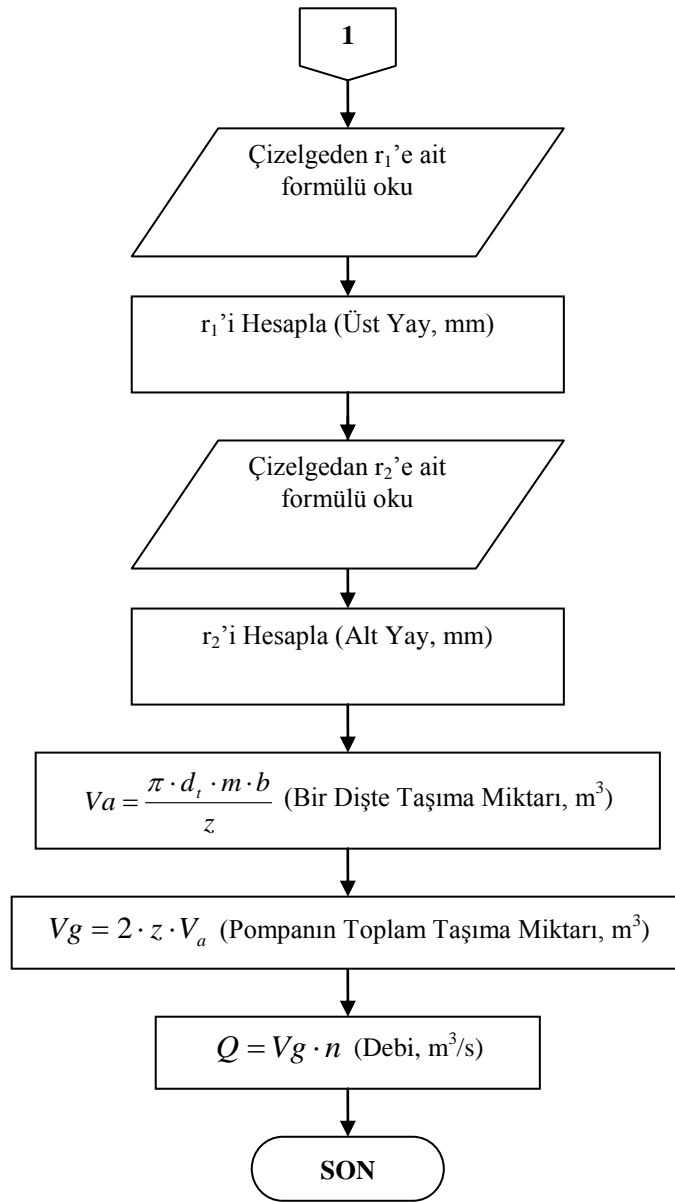 1
Çizelgeden r₁’e ait
formülü oku
r₁’i Hesapla (Üst Yay, mm)
Çizelgedan r₂’e ait
formülü oku
r₂’i Hesapla (Alt Yay, mm)
Va = \frac{π · d_t · m · b}{z} (Bir Dişte Taşıma Miktarı, m³)
Vg = 2 · z · Vₐ (Pompanın Toplam Taşıma Miktarı, m³)
Q = Vg · n (Debi, m³/s)
SON